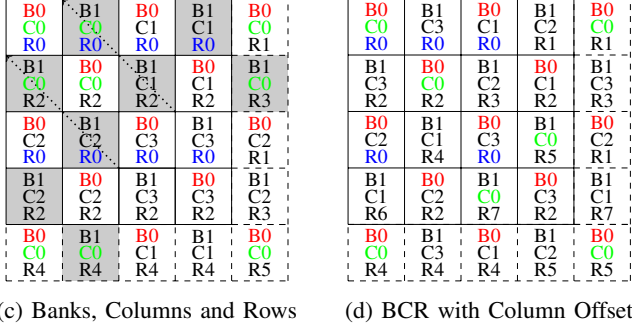 B0 B1 B0 B1 B0
C0 C0 C1 C1 C0
R0 R0 R0 R0 R1
B1 B0 B1 B0 B1
C0 C0 C1 C1 C0
R2 R2 R2 R2 R3
B0 B1 B0 B1 B0
C2 C2 C3 C3 C2
R0 R0 R0 R0 R1
B1 B0 B1 B0 B1
C2 C2 C3 C3 C2
R2 R2 R2 R2 R3
B0 B1 B0 B1 B0
C0 C0 C1 C1 C0
R4 R4 R4 R4 R5
c) Banks, Columns and Rows
B0 B1 B0 B1 B0
C0 C3 C1 C2 C0
R0 R0 R0 R1 R1
B1 B0 B1 B0 B1
C3 C0 C2 C1 C3
R2 R2 R3 R2 R3
B0 B1 B0 B1 B0
C2 C1 C3 C0 C2
R0 R4 R0 R5 R1
B1 B0 B1 B0 B1
C1 C2 C0 C3 C1
R6 R2 R7 R2 R7
B0 B1 B0 B1 B0
C0 C3 C1 C2 C0
R4 R4 R4 R5 R5
(d) BCR with Column Offset